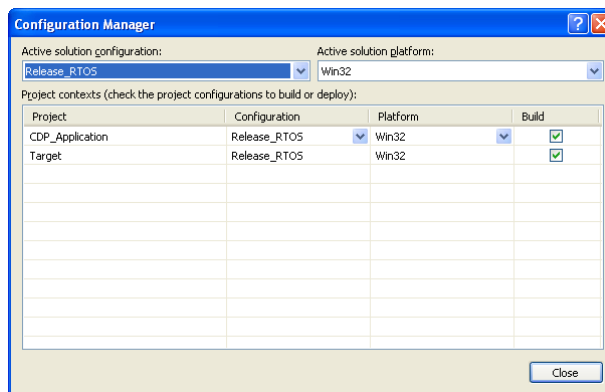 Configuration Manager
Active solution configuration: Active solution platform:
Release_RTOS Win32
Project contexts (check the project configurations to build or deploy):
Project Configuration Platform Build
CDP_Application Release_RTOS Win32
Target Release_RTOS Win32
Close